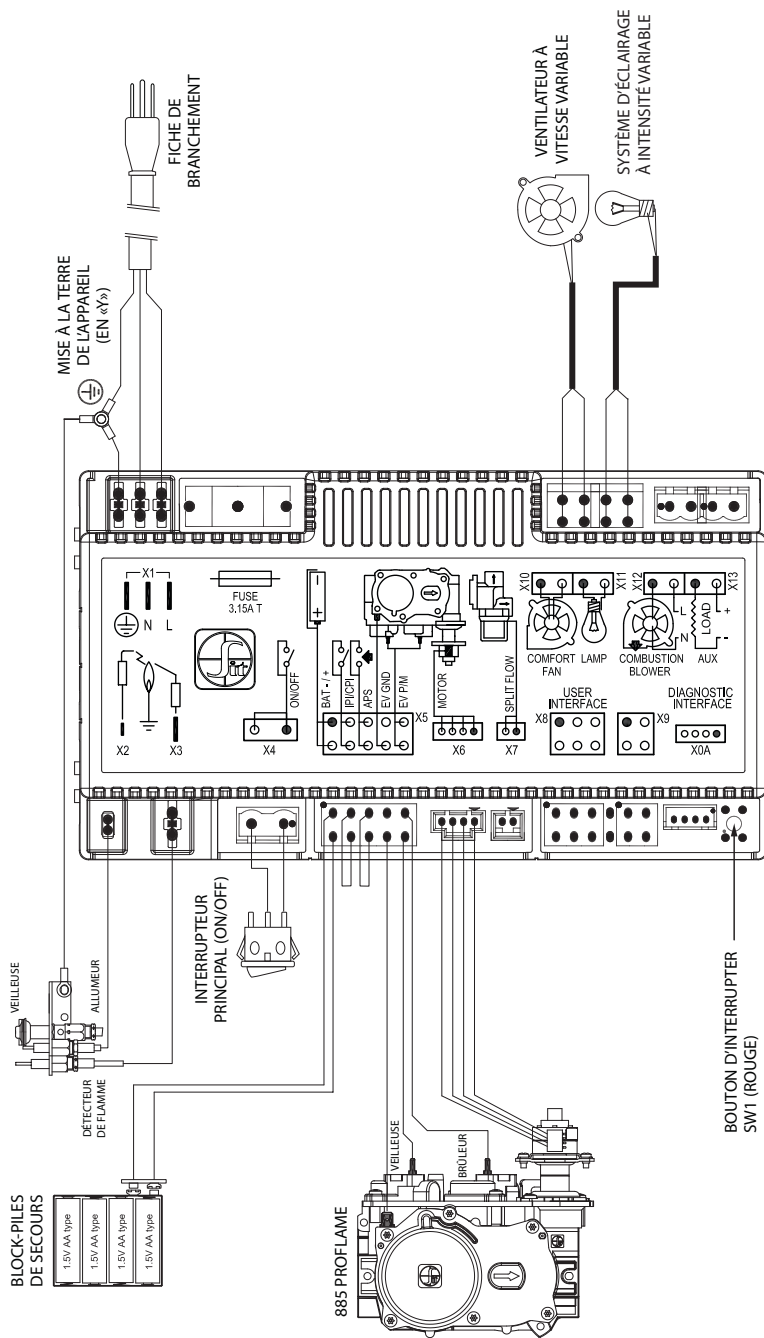 BLOCK-PILES
DE SECOURS
1.5V AA type
1.5V AA type
1.5V AA type
1.5V AA type
DÉTECTEUR
DE FLAMME
VEILLEUSE
ALLUMEUR
MISE À LA TERRE
DE L'APPAREIL
(EN «Y»)
FICHE DE
BRANCHEMENT
INTERRUPTEUR
PRINCIPAL (ON/OFF)
885 PROFLAME
VEILLEUSE
BRÛLEUR
BOUTON D'INTERRUPTER
SW1 (ROUGE)
VENTILATEUR À
VITESSE VARIABLE
SYSTÈME D'ÉCLAIRAGE
À INTENSITÉ VARIABLE
X1
N
L
X2
X3
Sit
FUSE
3.15A T
X4
ON/OFF
- +
BAT - / +
IPI/CPI
APS
EV GND
EV P/M
X5
MOTOR
X6
SPLIT FLOW
X7
X10
X11
COMFORT
FAN
LAMP
X12
X13
N
L
LOAD
- +
COMBUSTION
BLOWER
AUX
USER
INTERFACE
X8
X9
DIAGNOSTIC
INTERFACE
X0A